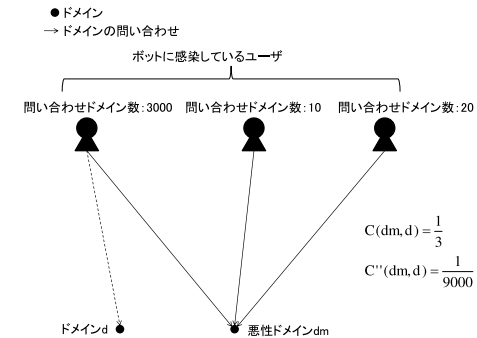 ●ドメイン
→ドメインの問い合わせ
ボットに感染しているユーザ
問い合わせドメイン数：3000 問い合わせドメイン数：10 問い合わせドメイン数：20
C(dm,d)=1/3
C''(dm,d)=1/9000
ドメインd 悪性ドメインdm